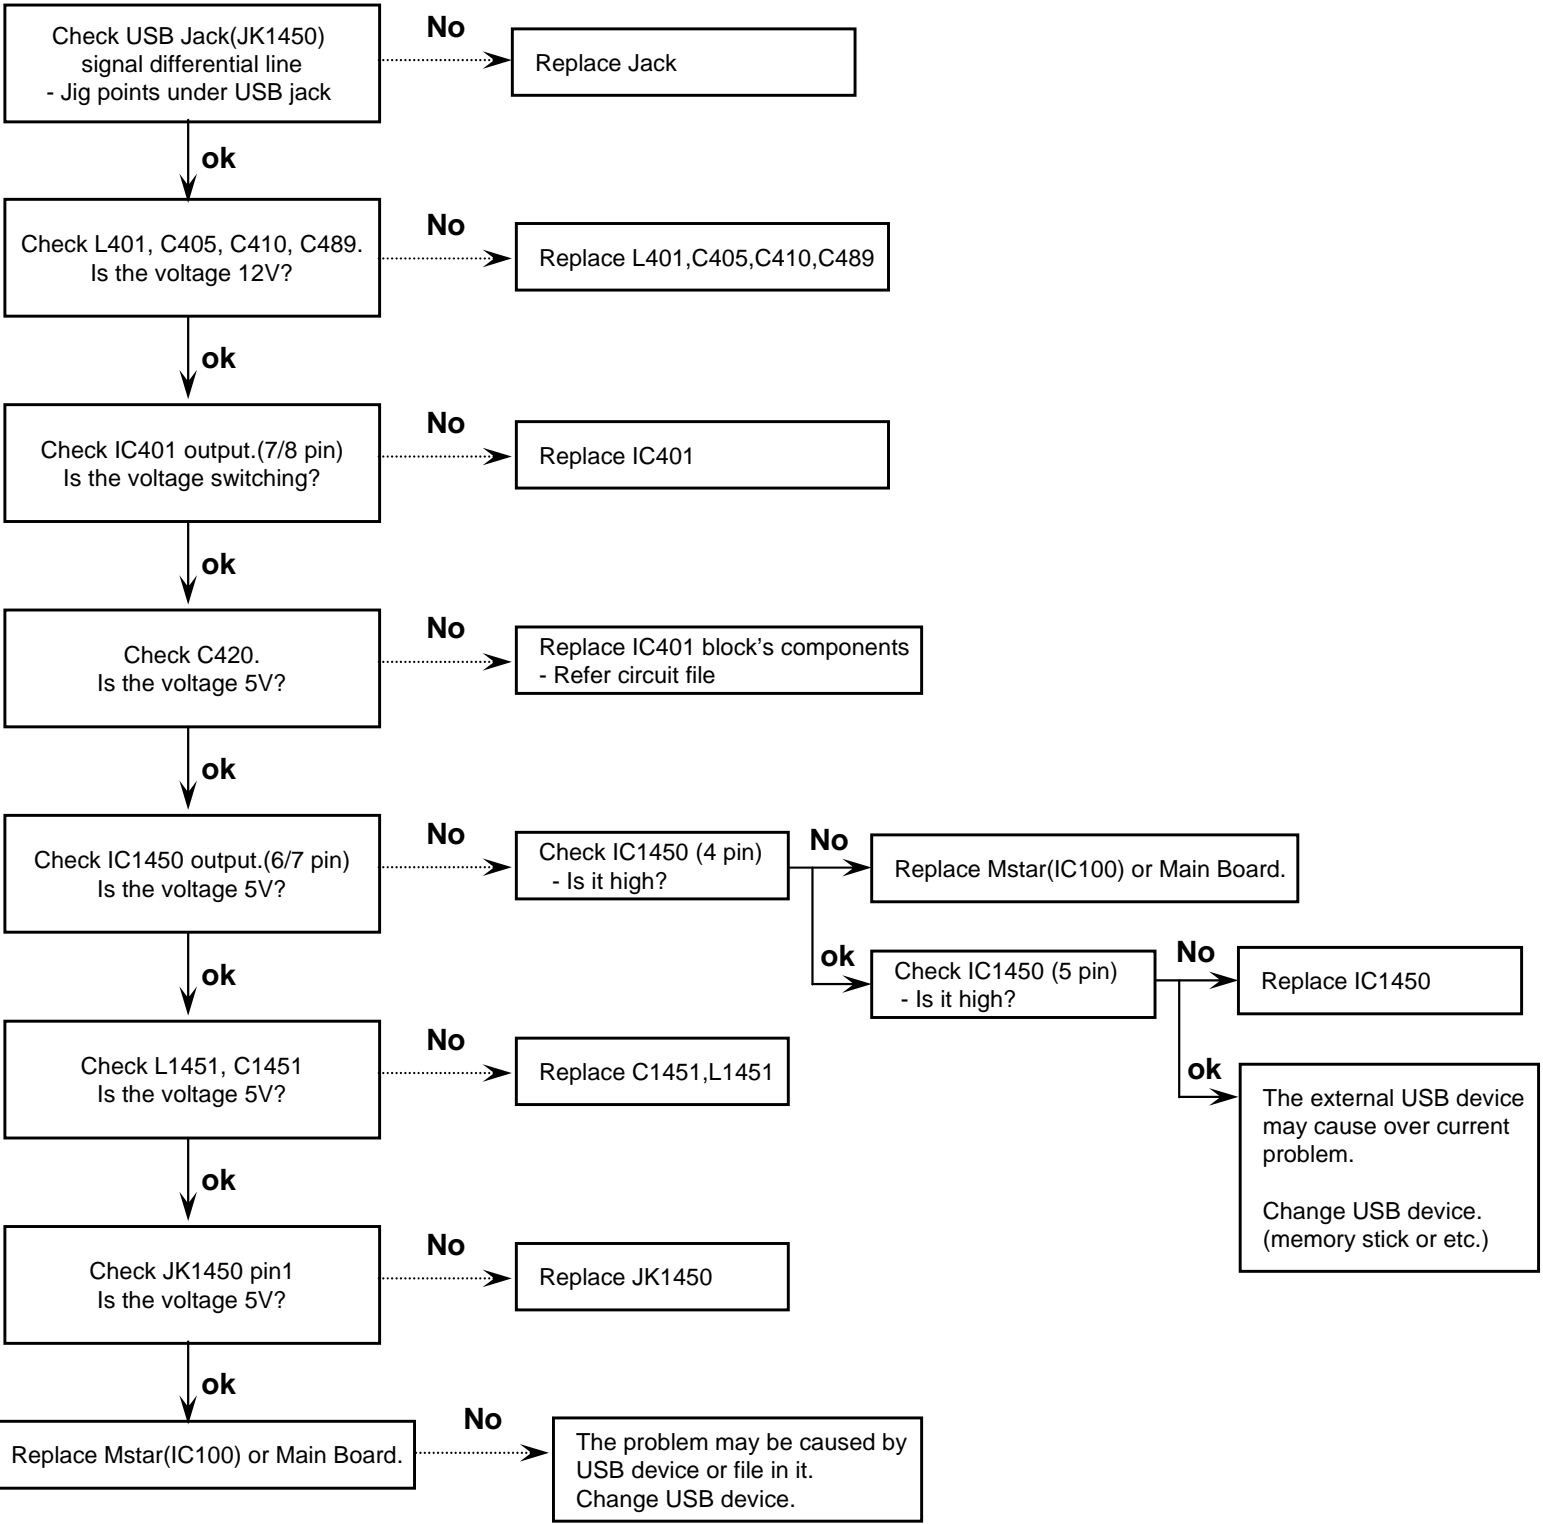 Check USB Jack(JK1450)
signal differential line
- Jig points under USB jack
No
Replace Jack
ok
Check L401, C405, C410, C489.
Is the voltage 12V?
No
Replace L401,C405,C410,C489
ok
Check IC401 output.(7/8 pin)
Is the voltage switching?
No
Replace IC401
ok
Check C420.
Is the voltage 5V?
No
Replace IC401 block’s components
- Refer circuit file
ok
Check IC1450 output.(6/7 pin)
Is the voltage 5V?
No
Check IC1450 (4 pin)
- Is it high?
No
Replace Mstar(IC100) or Main Board.
ok
Check IC1450 (5 pin)
- Is it high?
No
Replace IC1450
ok
The external USB device
may cause over current
problem.
Change USB device.
(memory stick or etc.)
ok
Check L1451, C1451
Is the voltage 5V?
No
Replace C1451,L1451
ok
Check JK1450 pin1
Is the voltage 5V?
No
Replace JK1450
ok
Replace Mstar(IC100) or Main Board.
No
The problem may be caused by
USB device or file in it.
Change USB device.